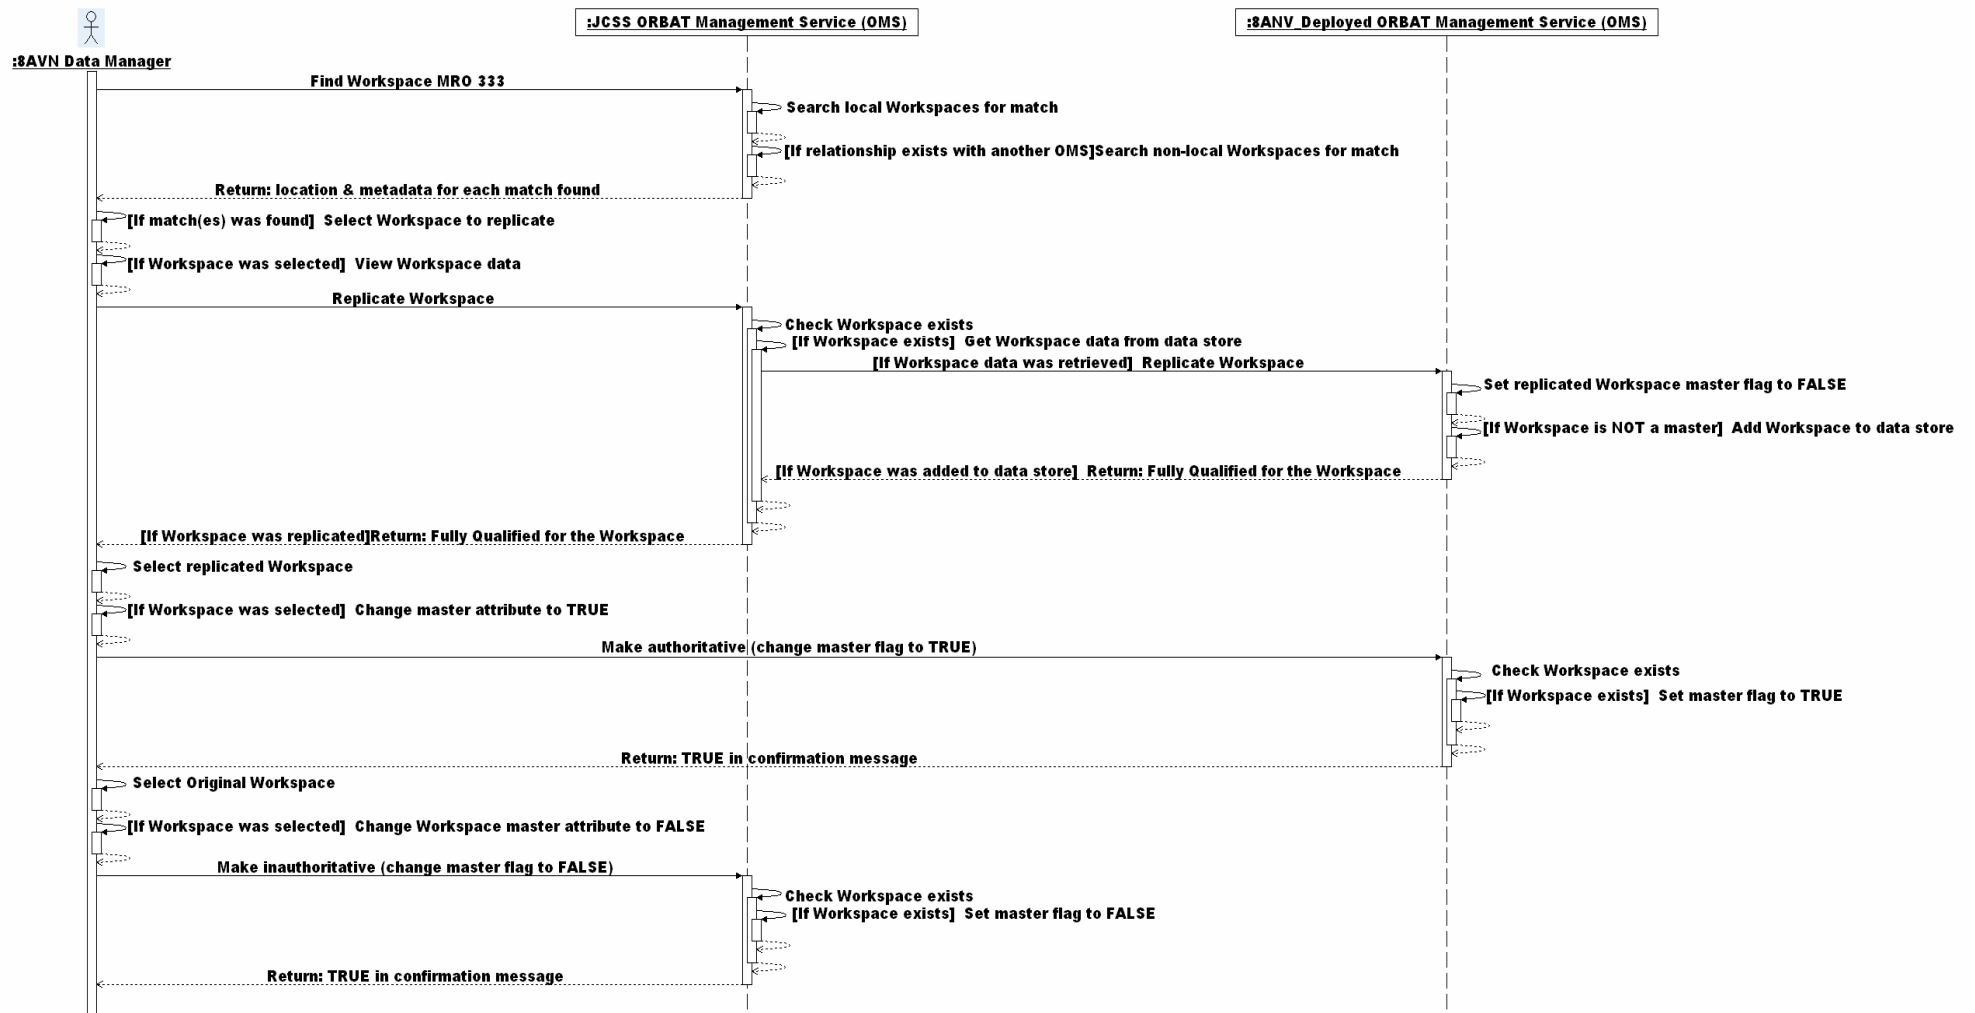 :JCSS ORBAT Management Service (OMS)
:8ANV_Deployed ORBAT Management Service (OMS)
:8AVN Data Manager
Find Workspace MRO 333
Search local Workspaces for match
[If relationship exists with another OMS]Search non-local Workspaces for match
Return: location & metadata for each match found
[If match(es) was found]  Select Workspace to replicate
[If Workspace was selected]  View Workspace data
Replicate Workspace
Check Workspace exists
[If Workspace exists]  Get Workspace data from data store
[If Workspace data was retrieved]  Replicate Workspace
Set replicated Workspace master flag to FALSE
[If Workspace is NOT a master]  Add Workspace to data store
[If Workspace was added to data store]  Return: Fully Qualified for the Workspace
[If Workspace was replicated]Return: Fully Qualified for the Workspace
Select replicated Workspace
[If Workspace was selected]  Change master attribute to TRUE
Make authoritative (change master flag to TRUE)
Check Workspace exists
[If Workspace exists]  Set master flag to TRUE
Return: TRUE in confirmation message
Select Original Workspace
[If Workspace was selected]  Change Workspace master attribute to FALSE
Make inauthoritative (change master flag to FALSE)
Check Workspace exists
[If Workspace exists]  Set master flag to FALSE
Return: TRUE in confirmation message